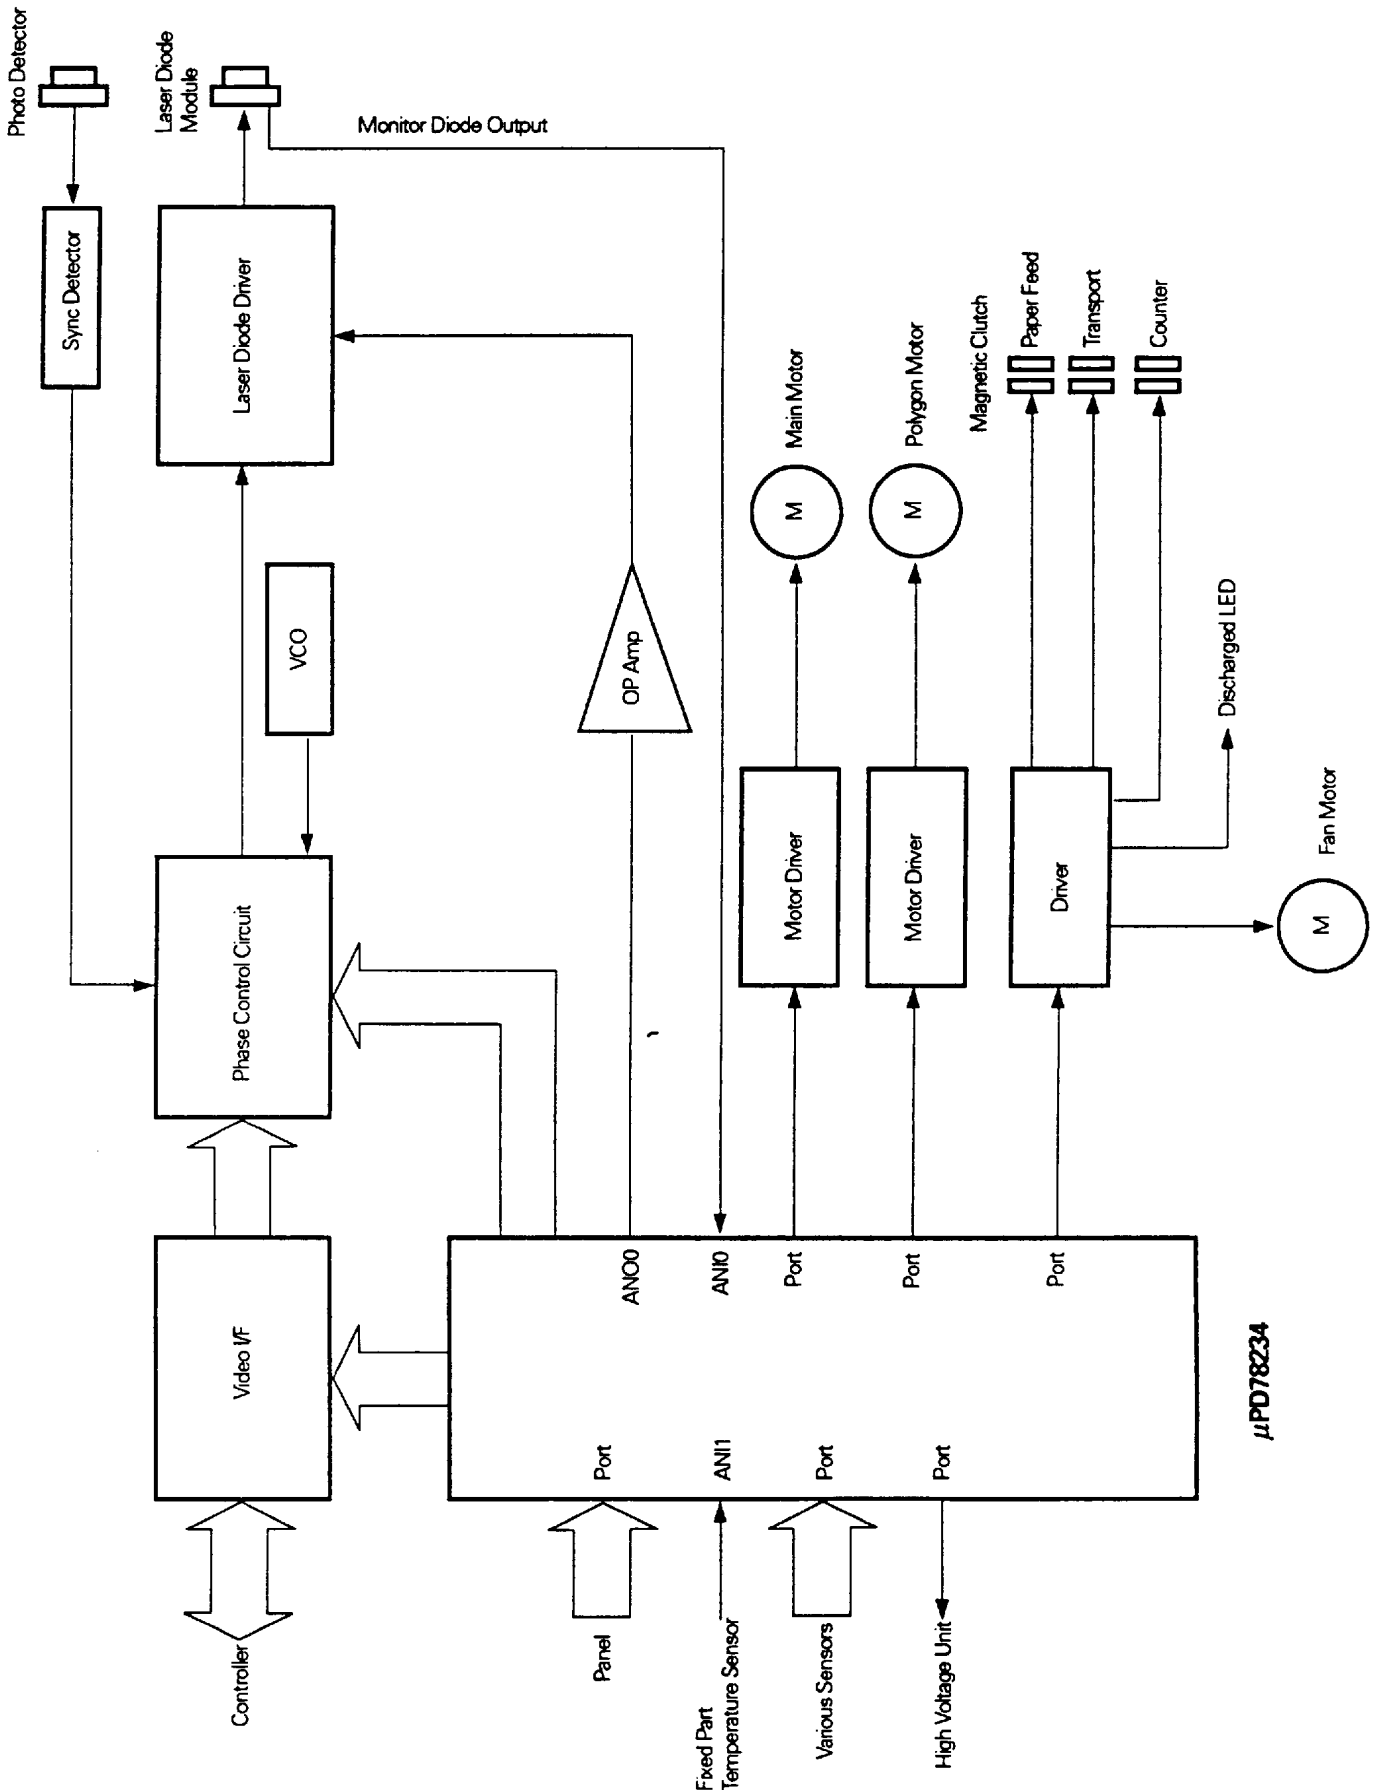 Photo Detector
Laser Diode
Module
Monitor Diode Output
Sync Detector
Laser Diode Driver
VCO
Phase Control Circuit
Video I/F
Controller
OP Amp
Main Motor
M
Polygon Motor
M
Magnetic Clutch
Paper Feed
Transport
Counter
Discharged LED
Fan Motor
M
Motor Driver
Motor Driver
Driver
ANO0
ANI0
Port
Port
Port
Port
ANI1
Port
Port
Panel
Fixed Part
Temperature Sensor
Various Sensors
High Voltage Unit
μPD78234